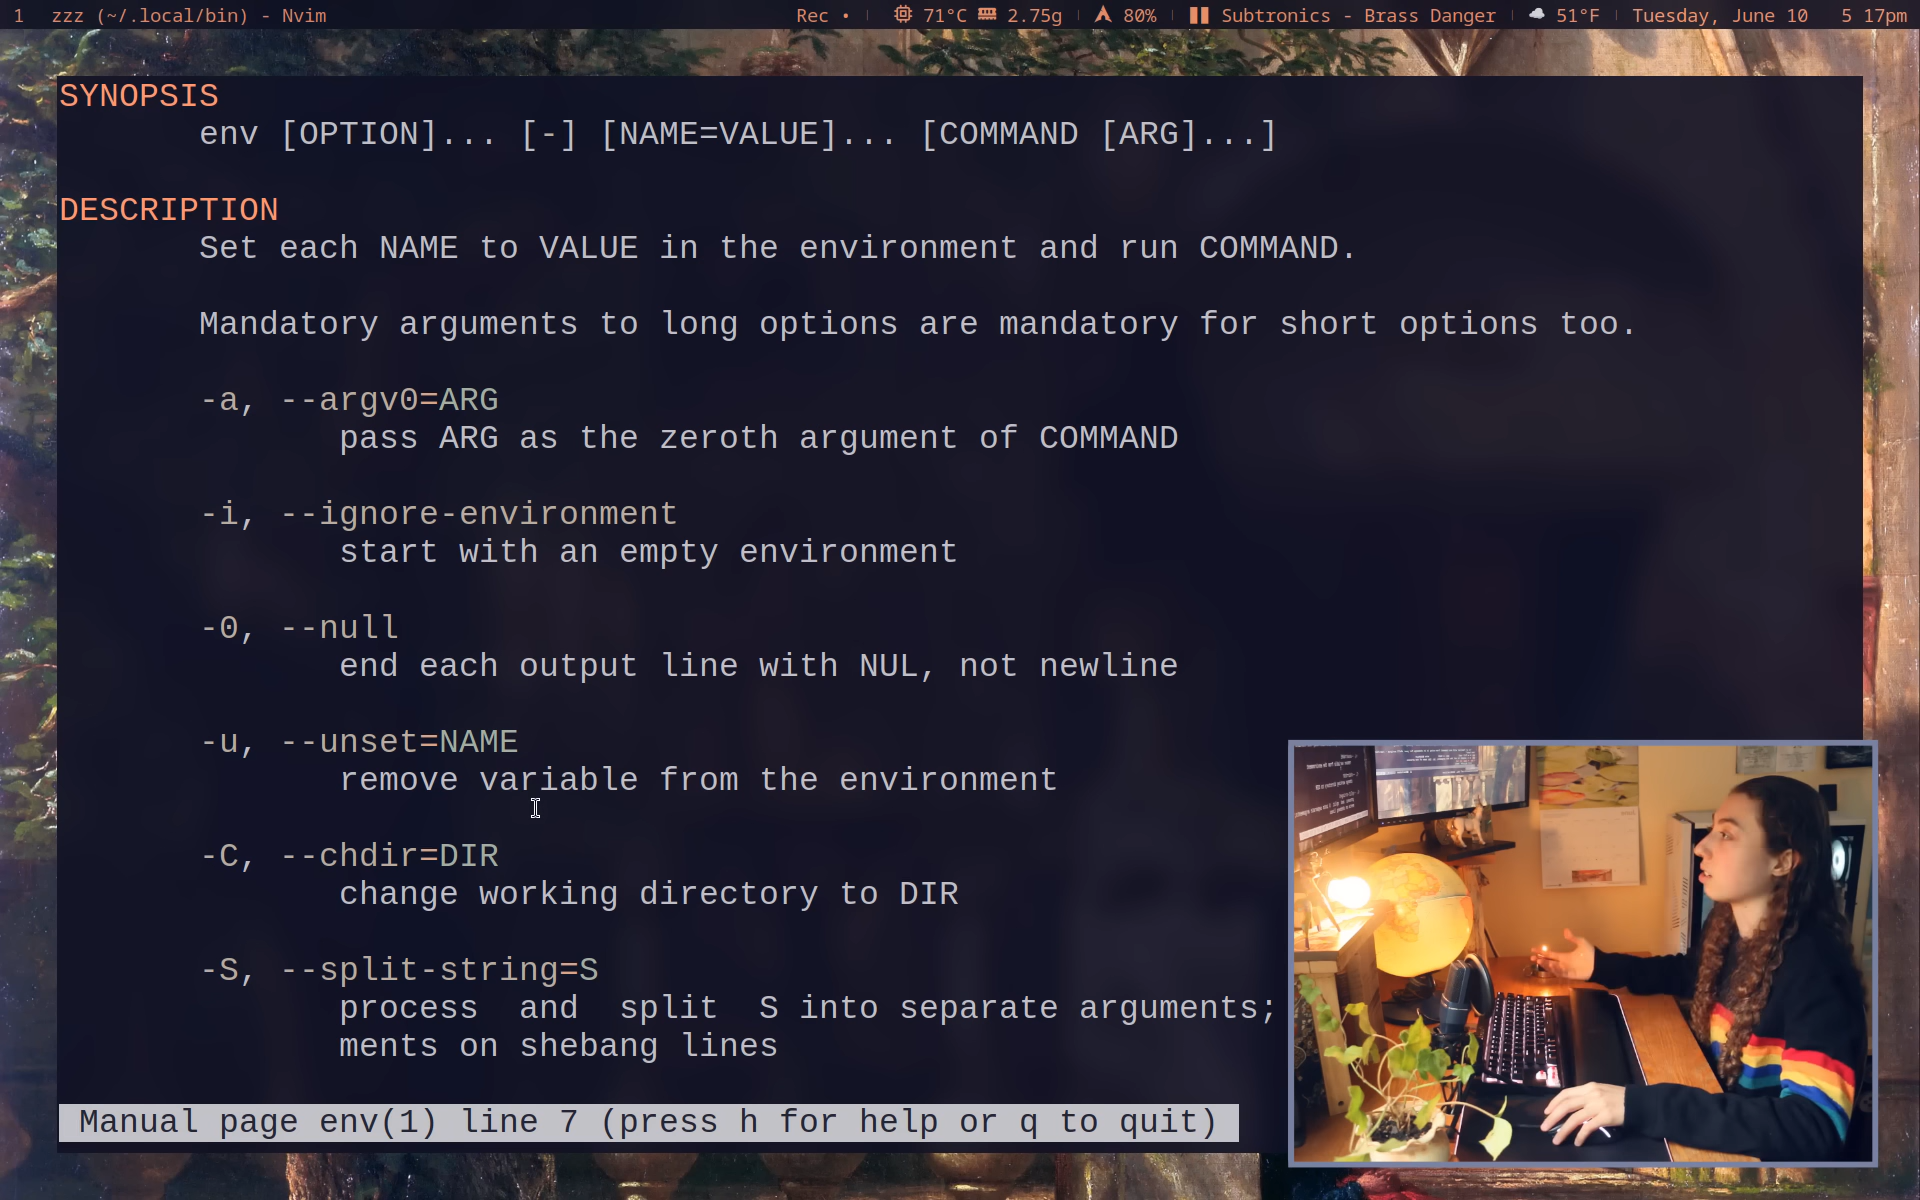 1 zzz (~/.local/bin) - Nvim Rec • 71°C 2.75g 80% Subtronics - Brass Danger 51°F Tuesday, June 10 5 17pm
SYNOPSIS
env [OPTION]... [-] [NAME=VALUE]... [COMMAND [ARG]...]
DESCRIPTION
Set each NAME to VALUE in the environment and run COMMAND.
Mandatory arguments to long options are mandatory for short options too.
-a, --argv0=ARG
pass ARG as the zeroth argument of COMMAND
-i, --ignore-environment
start with an empty environment
-0, --null
end each output line with NUL, not newline
-u, --unset=NAME
remove variable from the environment
-C, --chdir=DIR
change working directory to DIR
-S, --split-string=S
process and split S into separate arguments;
ments on shebang lines
Manual page env(1) line 7 (press h for help or q to quit)